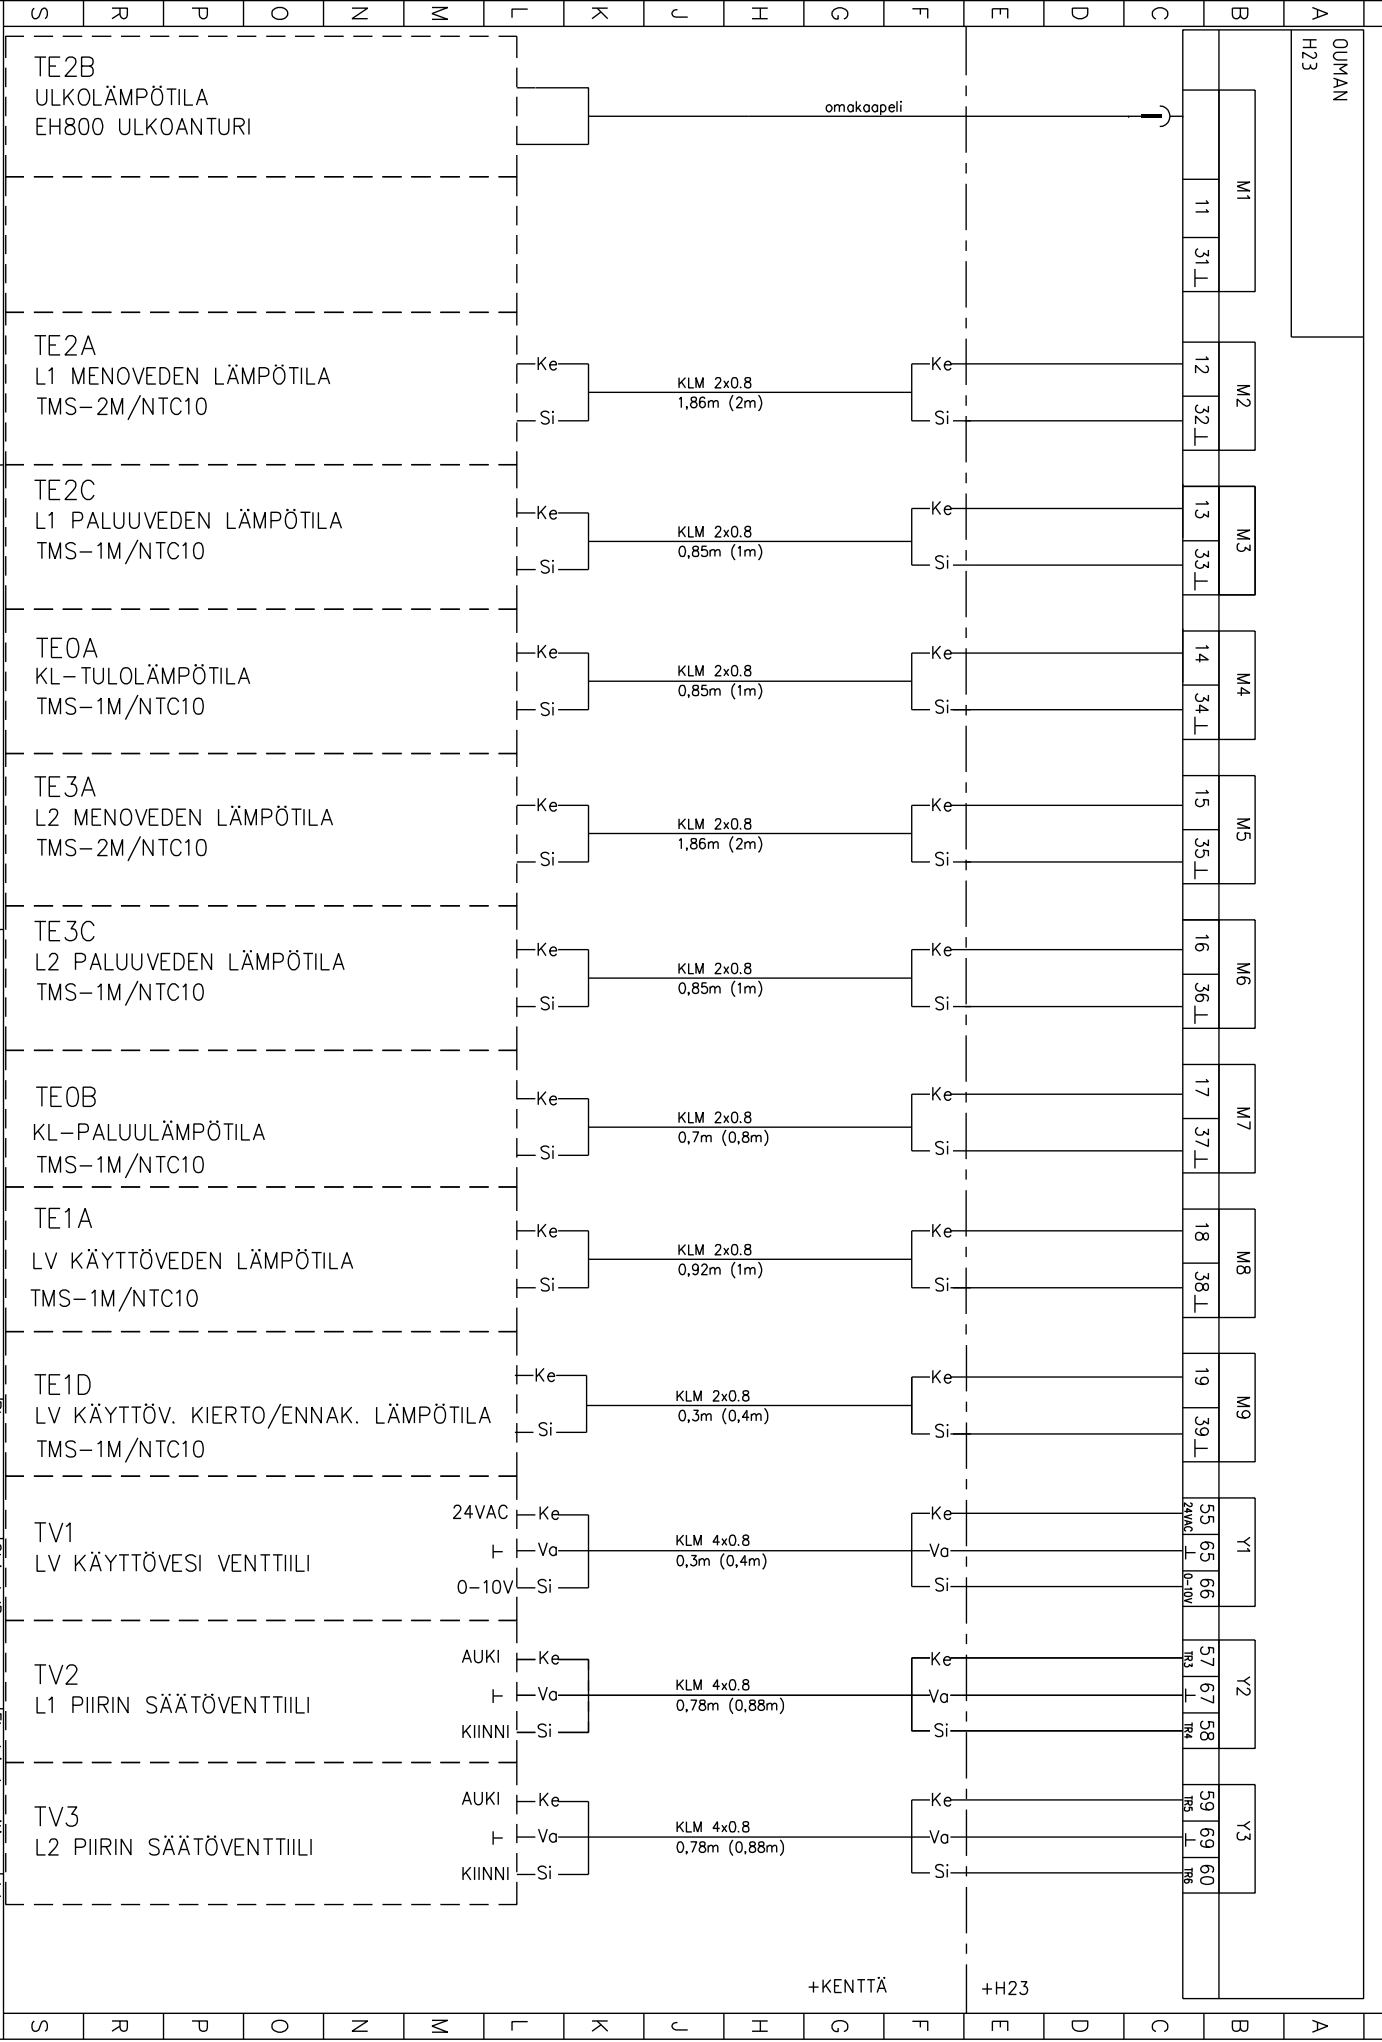 S R P O N M L K J H G F E D C B A
OUMAN
H23
TE2B
ULKOLÄMPÖTILA
EH800 ULKOANTURI
omakaapeli
M1
11
31
TE2A
L1 MENOVEDEN LÄMPÖTILA
TMS-2M/NTC10
Ke
Si
KLM 2x0.8
1,86m (2m)
Ke
Si
12
32
M2
TE2C
L1 PALUUVEDEN LÄMPÖTILA
TMS-1M/NTC10
Ke
Si
KLM 2x0.8
0,85m (1m)
Ke
Si
13
33
M3
TE0A
KL-TULOLÄMPÖTILA
TMS-1M/NTC10
Ke
Si
KLM 2x0.8
0,85m (1m)
Ke
Si
14
34
M4
TE3A
L2 MENOVEDEN LÄMPÖTILA
TMS-2M/NTC10
Ke
Si
KLM 2x0.8
1,86m (2m)
Ke
Si
15
35
M5
TE3C
L2 PALUUVEDEN LÄMPÖTILA
TMS-1M/NTC10
Ke
Si
KLM 2x0.8
0,85m (1m)
Ke
Si
16
36
M6
TE0B
KL-PALUULÄMPÖTILA
TMS-1M/NTC10
Ke
Si
KLM 2x0.8
0,7m (0,8m)
Ke
Si
17
37
M7
TE1A
LV KÄYTTÖVEDEN LÄMPÖTILA
TMS-1M/NTC10
Ke
Si
KLM 2x0.8
0,92m (1m)
Ke
Si
18
38
M8
TE1D
LV KÄYTTÖV. KIERTO/ENNAK. LÄMPÖTILA
TMS-1M/NTC10
Ke
Si
KLM 2x0.8
0,3m (0,4m)
Ke
Si
19
39
M9
TV1
LV KÄYTTÖVESI VENTTIILI
24VAC Ke
Va
0-10V Si
KLM 4x0.8
0,3m (0,4m)
Ke
Va
Si
55 24VAC
65
66 0-10V
Y1
TV2
L1 PIIRIN SÄÄTÖVENTTIILI
AUKI Ke
Va
KIINNI Si
KLM 4x0.8
0,78m (0,88m)
Ke
Va
Si
57 TR3
67
58 TR4
Y2
TV3
L2 PIIRIN SÄÄTÖVENTTIILI
AUKI Ke
Va
KIINNI Si
KLM 4x0.8
0,78m (0,88m)
Ke
Va
Si
59 TR5
69
60 TR6
Y3
+KENTTÄ
+H23
S R P O N M L K J H G F E D C B A